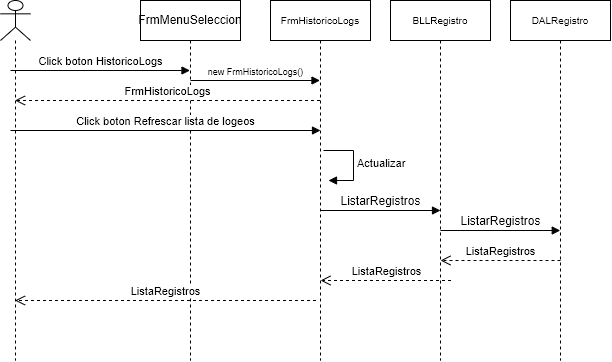 FrmMenuSeleccion
FrmHistoricoLogs
BLLRegistro
DALRegistro
Click boton HistoricoLogs
new FrmHistoricoLogs()
FrmHistoricoLogs
Click boton Refrescar lista de logeos
Actualizar
ListarRegistros
ListarRegistros
ListaRegistros
ListaRegistros
ListaRegistros